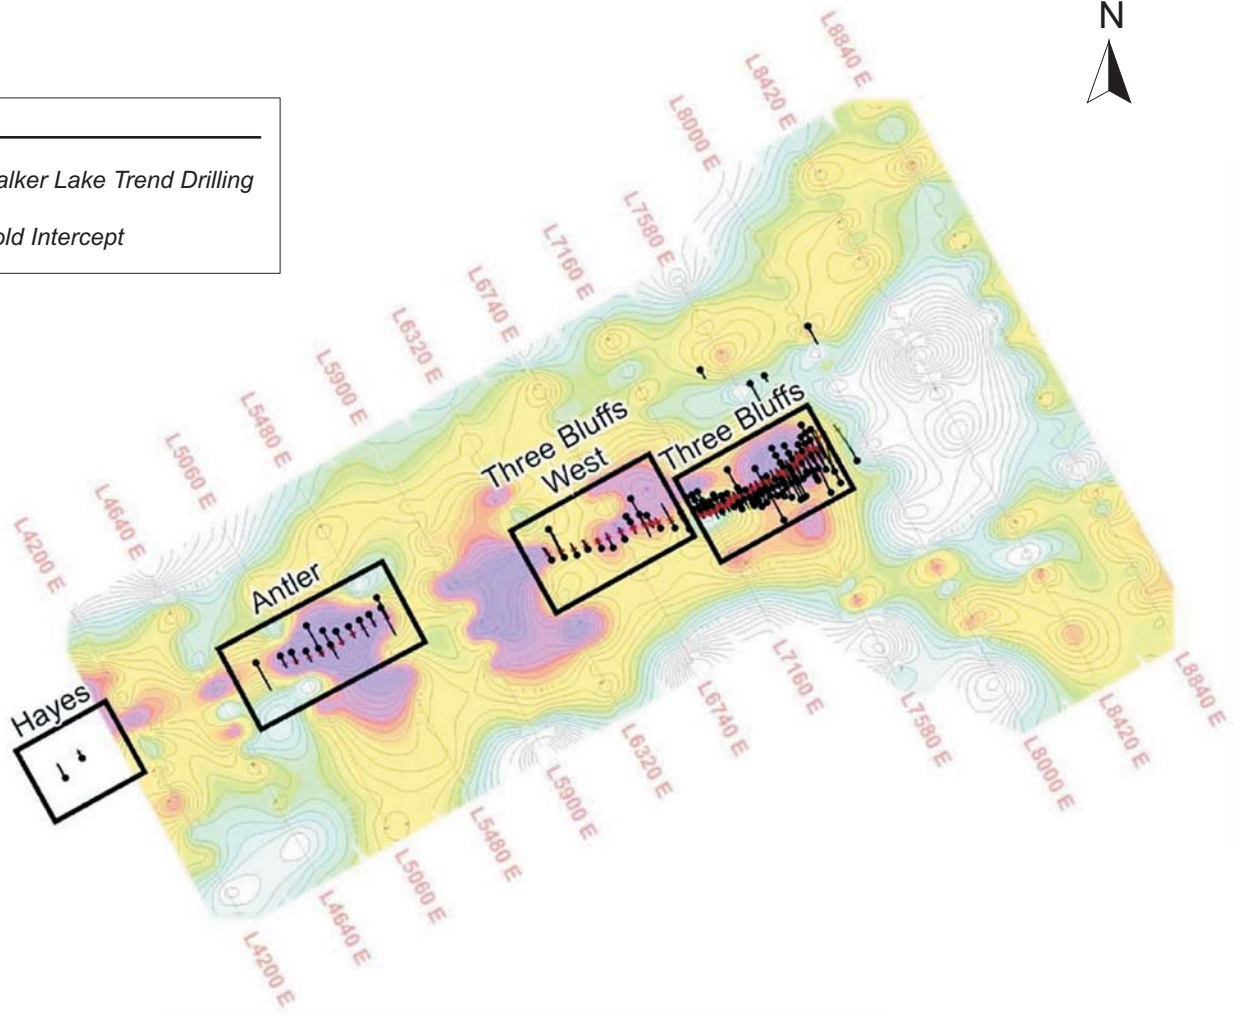 N
alker Lake Trend Drilling
old Intercept
L8840 E
L8420 E
L8000 E
L7580 E
L7160 E
L6740 E
L6320 E
L5900 E
L5480 E
L5060 E
L4640 E
L4200 E
Three Bluffs
West
Three Bluffs
Antler
Hayes
L8840 E
L8420 E
L8000 E
L7580 E
L7160 E
L6740 E
L6320 E
L5900 E
L5480 E
L5060 E
L4640 E
L4200 E